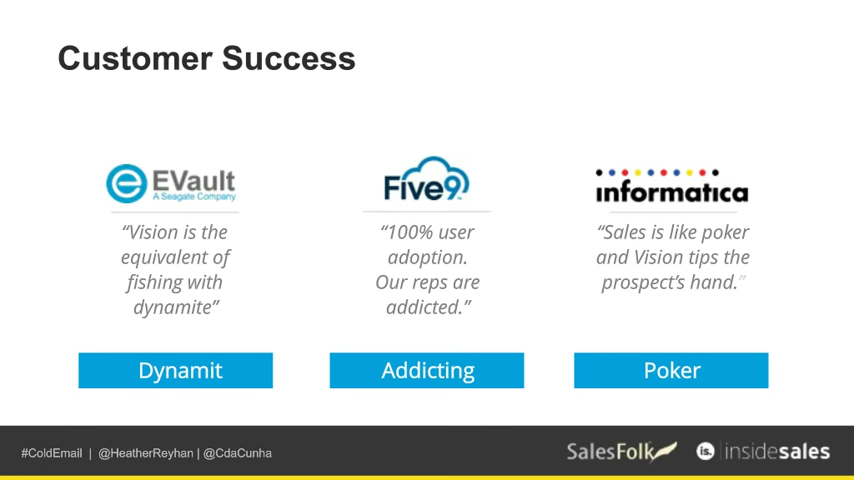 Customer Success
EVault
A Seagate Company
“Vision is the
equivalent of
fishing with
dynamite”
Dynamit
Five9
“100% user
adoption.
Our reps are
addicted.”
Addicting
informatica
“Sales is like poker
and Vision tips the
prospect’s hand.”
Poker
#ColdEmail | @HeatherReyhan | @CdaCunha
SalesFolk
is. insidesales